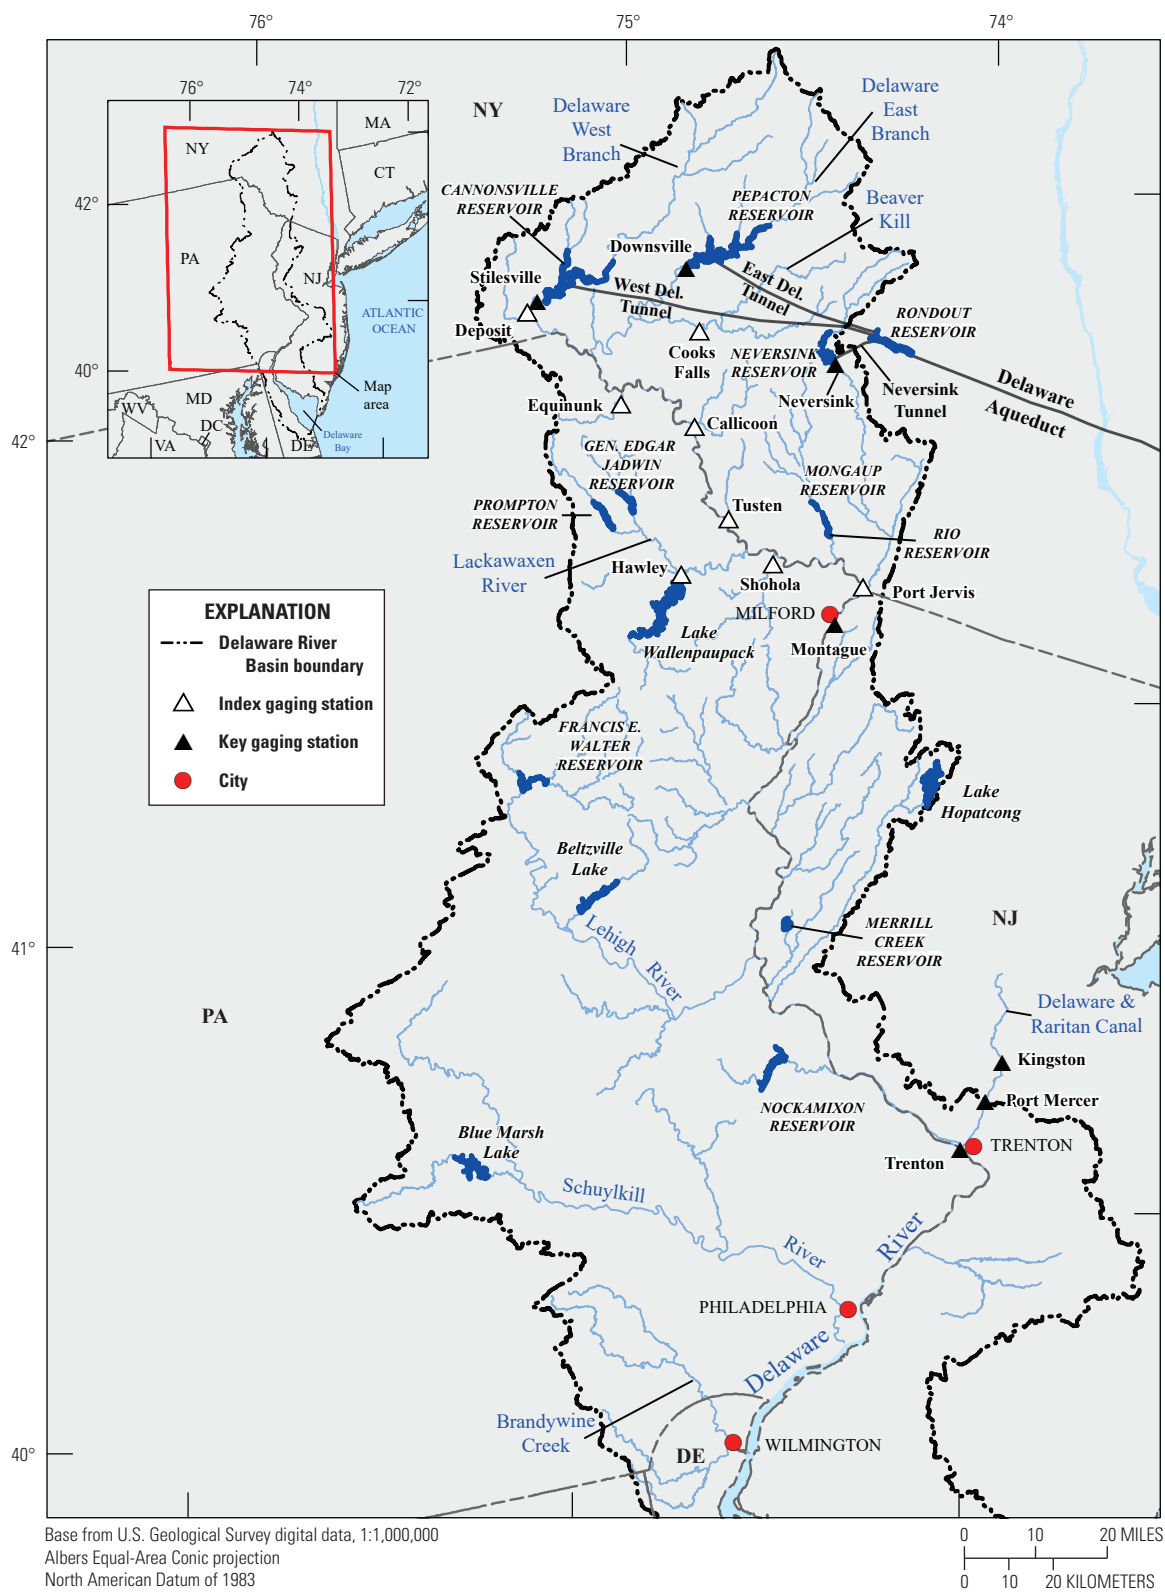 76°
75°
74°
76°
74°
72°
42°
40°
NY
MA
CT
PA
NJ
ATLANTIC
OCEAN
MD
WV
DC
VA
DE
Delaware
Bay
Map
area
NY
Delaware
West
Branch
Delaware
East
Branch
CANNONSVILLE
RESERVOIR
PEPACTON
RESERVOIR
Beaver
Kill
Downsville
Stilesville
Deposit
West Del.
Tunnel
East Del.
Tunnel
RONDOUT
RESERVOIR
Cooks
Falls
NEVERSINK
RESERVOIR
Neversink
Neversink
Tunnel
Delaware
Aqueduct
42°
Equinunk
Callicoon
GEN. EDGAR
JADWIN
RESERVOIR
MONGAUP
RESERVOIR
PROMPTON
RESERVOIR
Tusten
RIO
RESERVOIR
Lackawaxen
River
Hawley
Shohola
Port Jervis
MILFORD
Montague
Lake
Wallenpaupack
EXPLANATION
Delaware River
Basin boundary
Index gaging station
Key gaging station
City
FRANCIS E.
WALTER
RESERVOIR
Lake
Hopatcong
Beltzville
Lake
Lehigh
River
MERRILL
CREEK
RESERVOIR
NJ
41°
PA
Delaware &
Raritan Canal
Kingston
Port Mercer
NOCKAMIXON
RESERVOIR
TRENTON
Trenton
Blue Marsh
Lake
Schuylkill
River
River
PHILADELPHIA
Delaware
Brandywine
Creek
DE
WILMINGTON
40°
Base from U.S. Geological Survey digital data, 1:1,000,000
Albers Equal-Area Conic projection
North American Datum of 1983
0 10 20 MILES
0 10 20 KILOMETERS